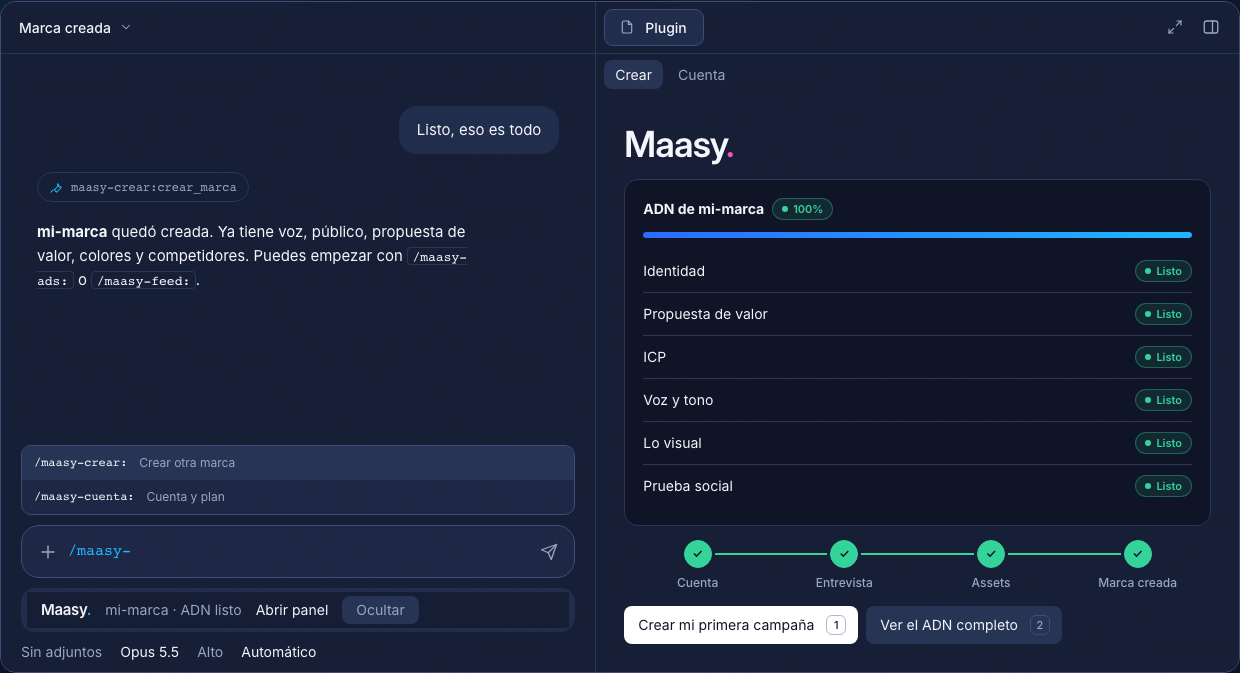 Marca creada
Listo, eso es todo
maasy-crear:crear_marca
mi-marca quedó creada. Ya tiene voz, público, propuesta de
valor, colores y competidores. Puedes empezar con /maasy-
ads: o /maasy-feed:.
/maasy-crear: Crear otra marca
/maasy-cuenta: Cuenta y plan
/maasy-
Maasy. mi-marca · ADN listo Abrir panel Ocultar
Sin adjuntos Opus 5.5 Alto Automático
Plugin
Crear Cuenta
Maasy.
ADN de mi-marca 100%
Identidad Listo
Propuesta de valor Listo
ICP Listo
Voz y tono Listo
Lo visual Listo
Prueba social Listo
Cuenta Entrevista Assets Marca creada
Crear mi primera campaña 1 Ver el ADN completo 2